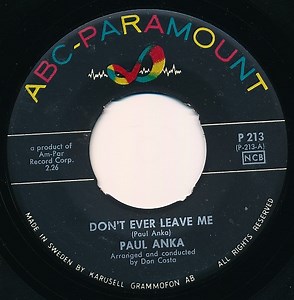 ABC-PARAMOUNT
a product of
Am-Par
Record Corp.
2.26
P 213
(P-213-A)
NCB
DON'T EVER LEAVE ME
(Paul Anka)
PAUL ANKA
Arranged and conducted
by Don Costa
MADE IN SWEDEN BY KARUSELL GRAMMOFON AB
ALL RIGHTS RESERVED